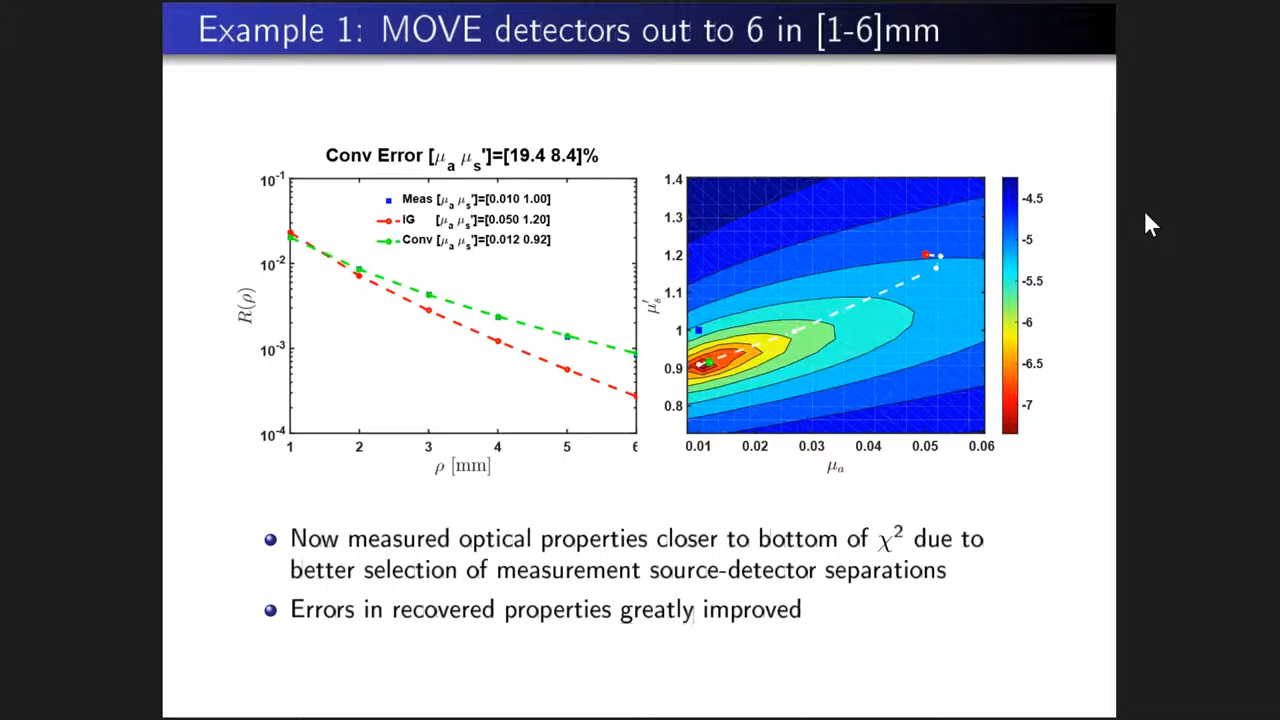 Example 1: MOVE detectors out to 6 in [1-6]mm
Conv Error [μa μs']=[19.4 8.4]%
Meas [μa μs']=[0.010 1.00]
IG [μa μs']=[0.050 1.20]
Conv [μa μs']=[0.012 0.92]
10-1
10-2
10-3
10-4
R(ρ)
1 2 3 4 5 6
ρ [mm]
1.4
1.3
1.2
1.1
1
0.9
0.8
μ's
0.01 0.02 0.03 0.04 0.05 0.06
μa
-4.5
-5
-5.5
-6
-6.5
-7
Now measured optical properties closer to bottom of χ2 due to
better selection of measurement source-detector separations
Errors in recovered properties greatly improved